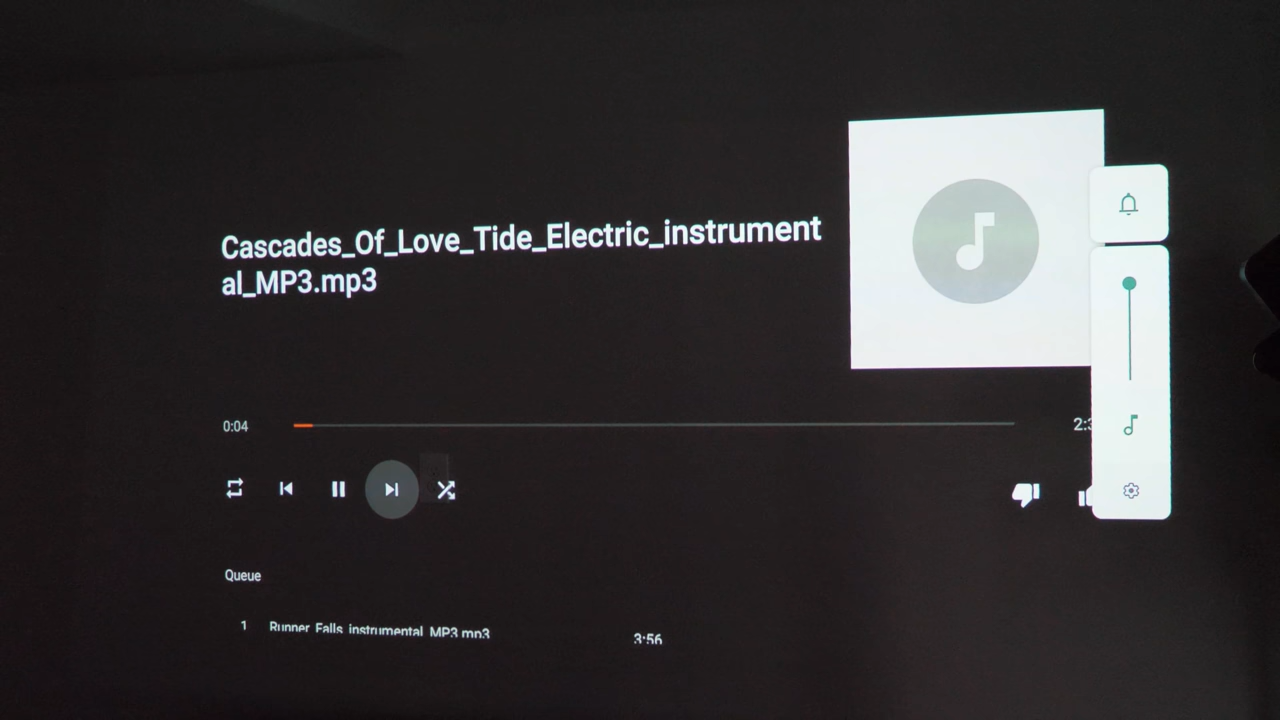 Cascades_Of_Love_Tide_Electric_instrument
al_MP3.mp3
0:04
Queue
1 Runner_Falls_instrumental_MP3.mp3 3:56